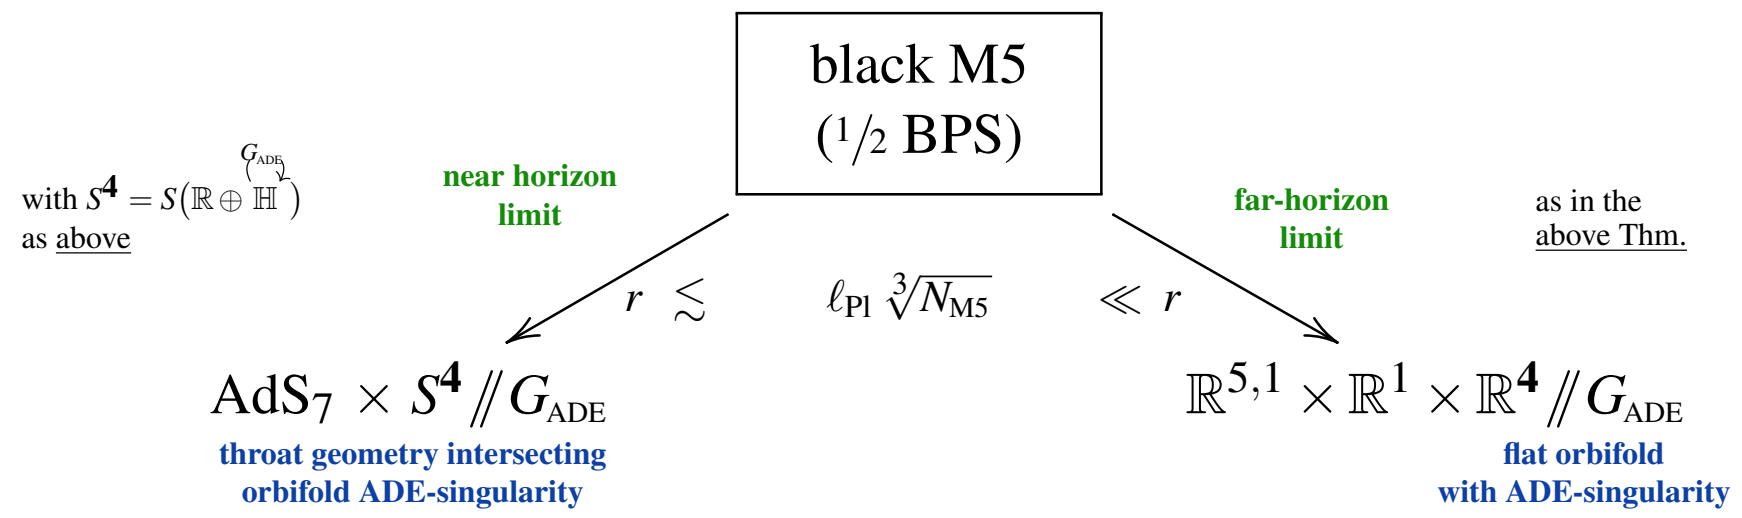 black M5
(1/2 BPS)
G_ADE
with S^4 = S(ℝ ⊕ ℍ)
as above
near horizon
limit
far-horizon
limit
as in the
above Thm.
r ≲ ℓ_Pl ∛N_M5 ≪ r
AdS_7 × S^4 ⫽ G_ADE
ℝ^{5,1} × ℝ^1 × ℝ^4 ⫽ G_ADE
throat geometry intersecting
orbifold ADE-singularity
flat orbifold
with ADE-singularity